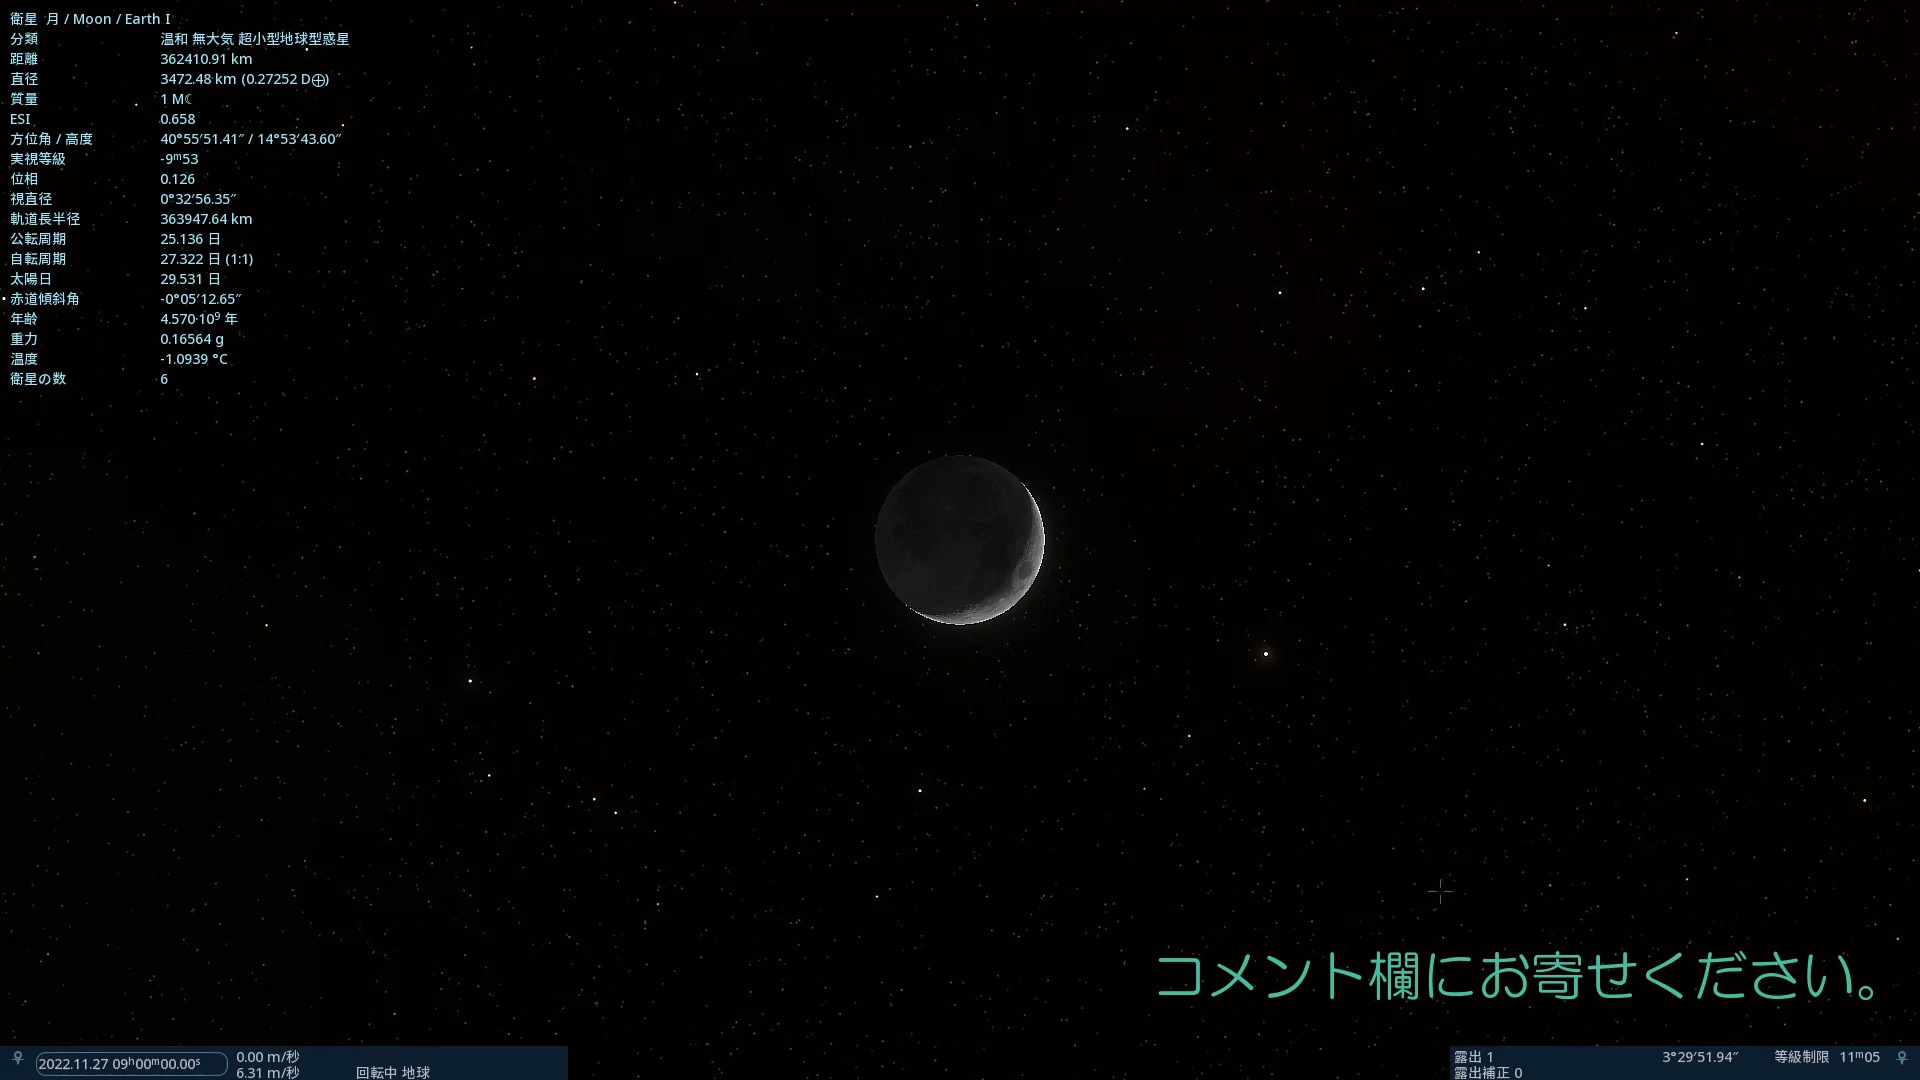 衛星 月 / Moon / Earth I
分類 温和 無大気 超小型地球型惑星
距離 362410.91 km
直径 3472.48 km (0.27252 D⊕)
質量 1 M☾
ESI 0.658
方位角 / 高度 40°55′51.41″ / 14°53′43.60″
実視等級 -9ᵐ53
位相 0.126
視直径 0°32′56.35″
軌道長半径 363947.64 km
公転周期 25.136 日
自転周期 27.322 日 (1:1)
太陽日 29.531 日
赤道傾斜角 -0°05′12.65″
年齢 4.570·10⁹ 年
重力 0.16564 g
温度 -1.0939 °C
衛星の数 6
コメント欄にお寄せください。
2022.11.27 09ʰ00ᵐ00.00ˢ
0.00 m/秒
6.31 m/秒 回転中 地球
露出 1 3°29′51.94″ 等級制限 11ᵐ05
露出補正 0